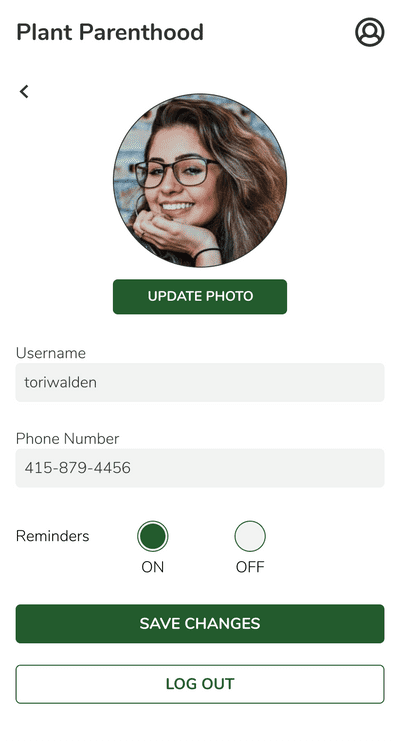 Plant Parenthood
UPDATE PHOTO
Username
toriwalden
Phone Number
415-879-4456
Reminders
ON OFF
SAVE CHANGES
LOG OUT